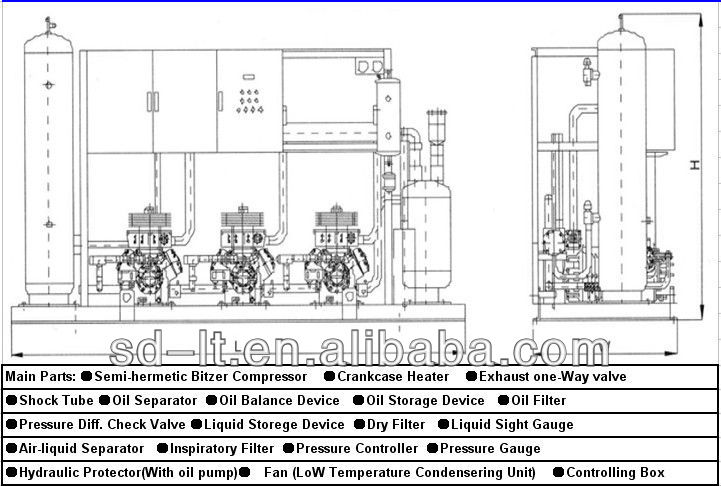 H
L
sd-lt.en.alibaba.com
Main Parts: ●Semi-hermetic Bitzer Compressor ●Crankcase Heater ●Exhaust one-Way valve
●Shock Tube ●Oil Separator ●Oil Balance Device ●Oil Storage Device ●Oil Filter
●Pressure Diff. Check Valve ●Liquid Storege Device ●Dry Filter ●Liquid Sight Gauge
●Air-liquid Separator ●Inspiratory Filter ●Pressure Controller ●Pressure Gauge
●Hydraulic Protector(With oil pump)● Fan (LoW Temperature Condensering Unit) ●Controlling Box